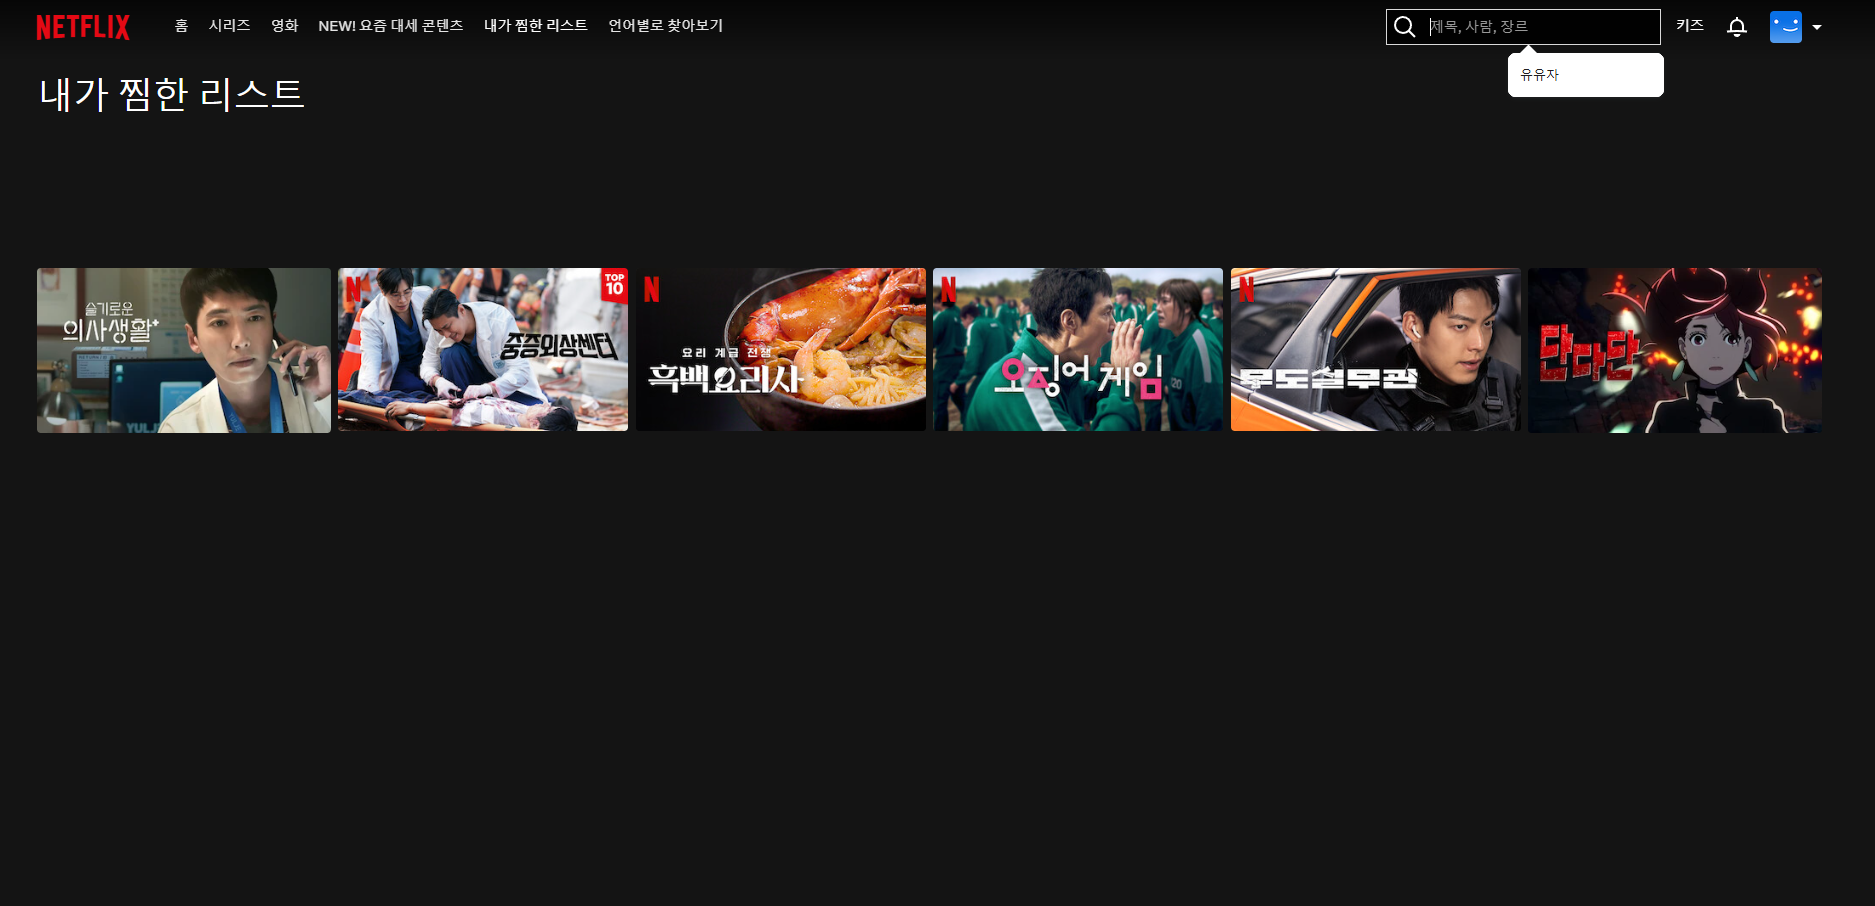 NETFLIX 홈 시리즈 영화 NEW! 요즘 대세 콘텐츠 내가 찜한 리스트 언어별로 찾아보기 제목, 사람, 장르 키즈
유유자
내가 찜한 리스트
슬기로운
의사생활+
N
TOP
10
중증외상센터
N
요리 계급 전쟁
흑백요리사
N
오징어 게임
N
무도실무관
단다단